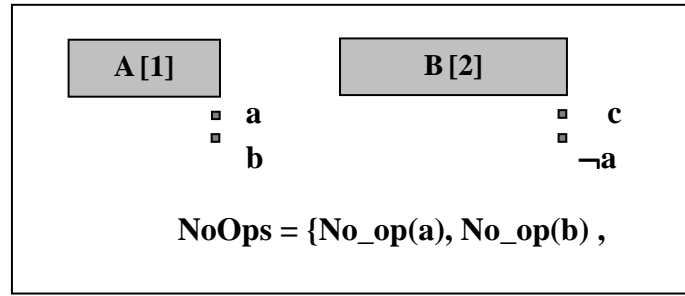 A [1] B [2]
a c
b ¬a
NoOps = {No_op(a), No_op(b) ,